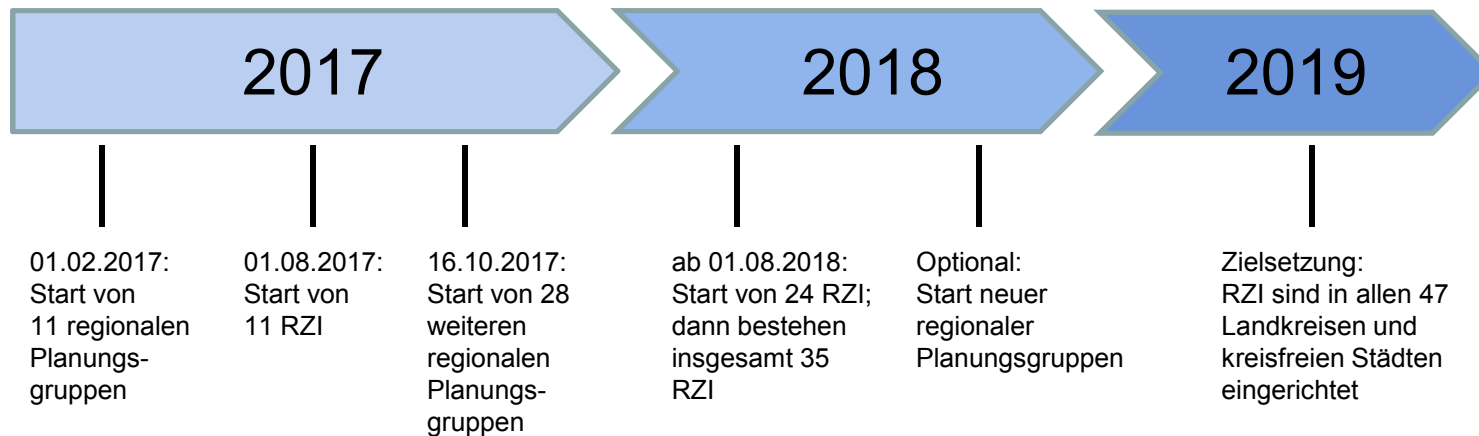 2017
2018
2019
01.02.2017:
Start von
11 regionalen
Planungs-
gruppen
01.08.2017:
Start von
11 RZI
16.10.2017:
Start von 28
weiteren
regionalen
Planungs-
gruppen
ab 01.08.2018:
Start von 24 RZI;
dann bestehen
insgesamt 35
RZI
Optional:
Start neuer
regionaler
Planungsgruppen
Zielsetzung:
RZI sind in allen 47
Landkreisen und
kreisfreien Städten
eingerichtet